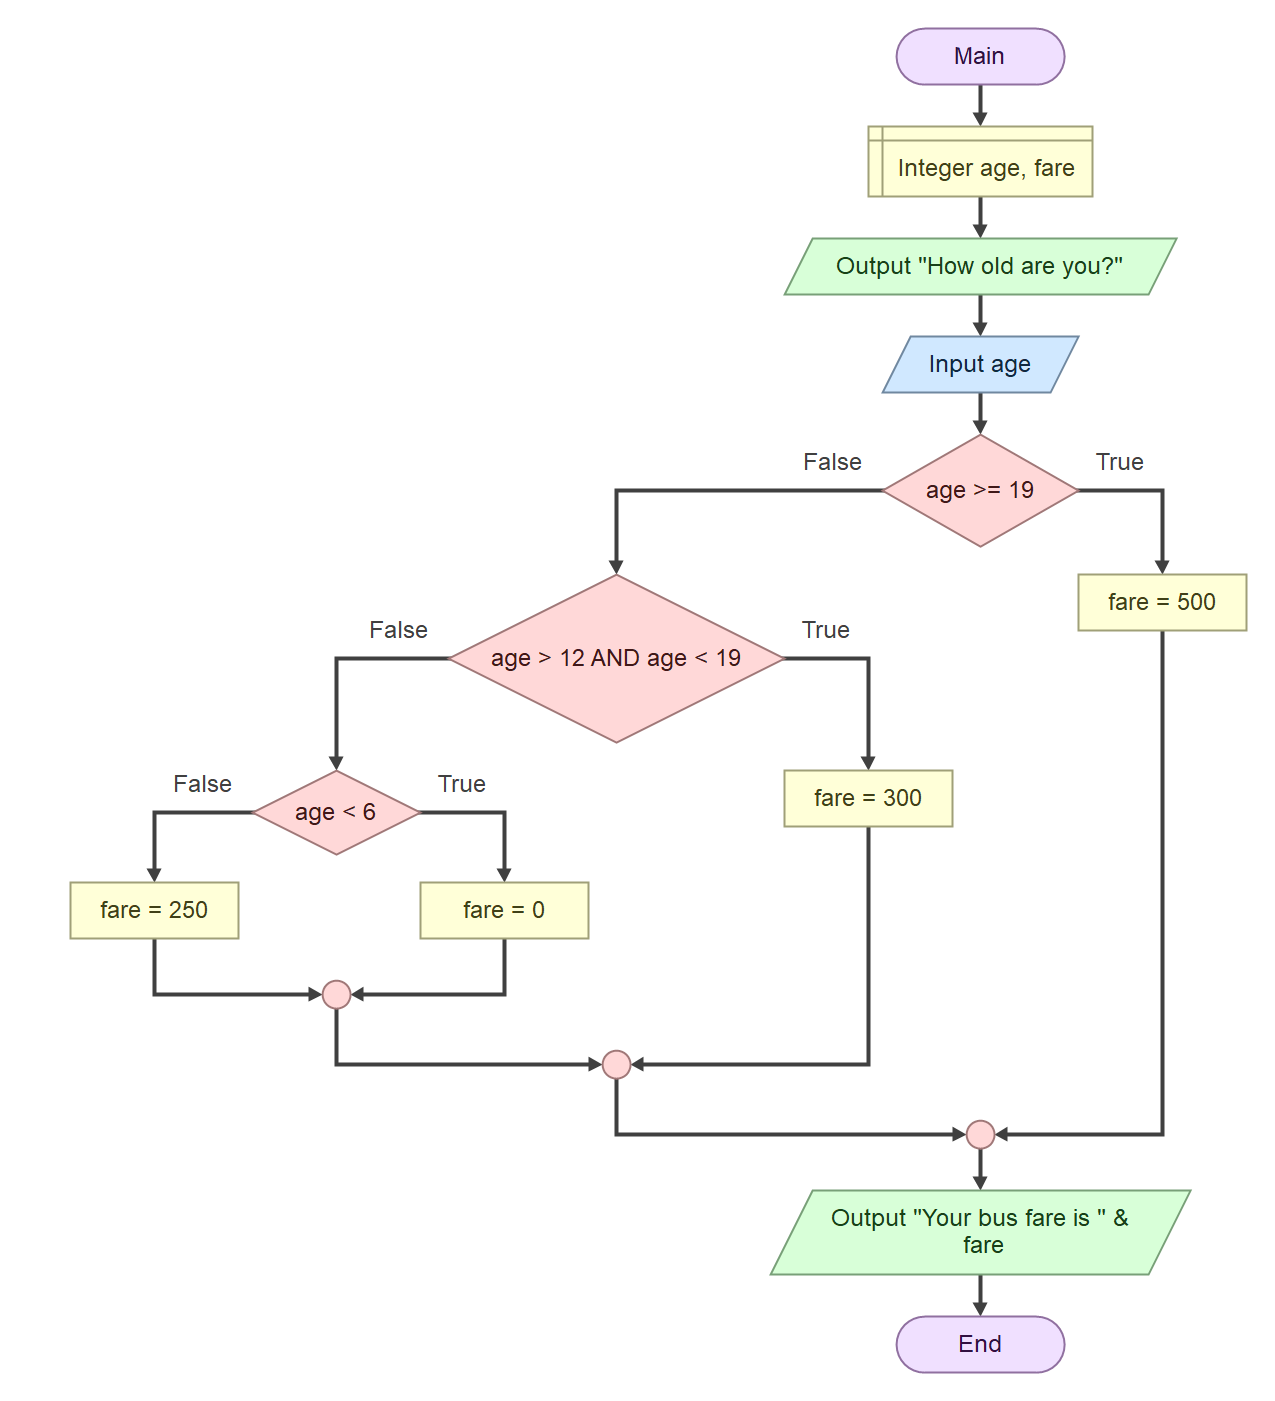 Main
Integer age, fare
Output "How old are you?"
Input age
False
True
age >= 19
fare = 500
False
True
age > 12 AND age < 19
False
True
fare = 300
age < 6
fare = 250
fare = 0
Output "Your bus fare is " &
fare
End